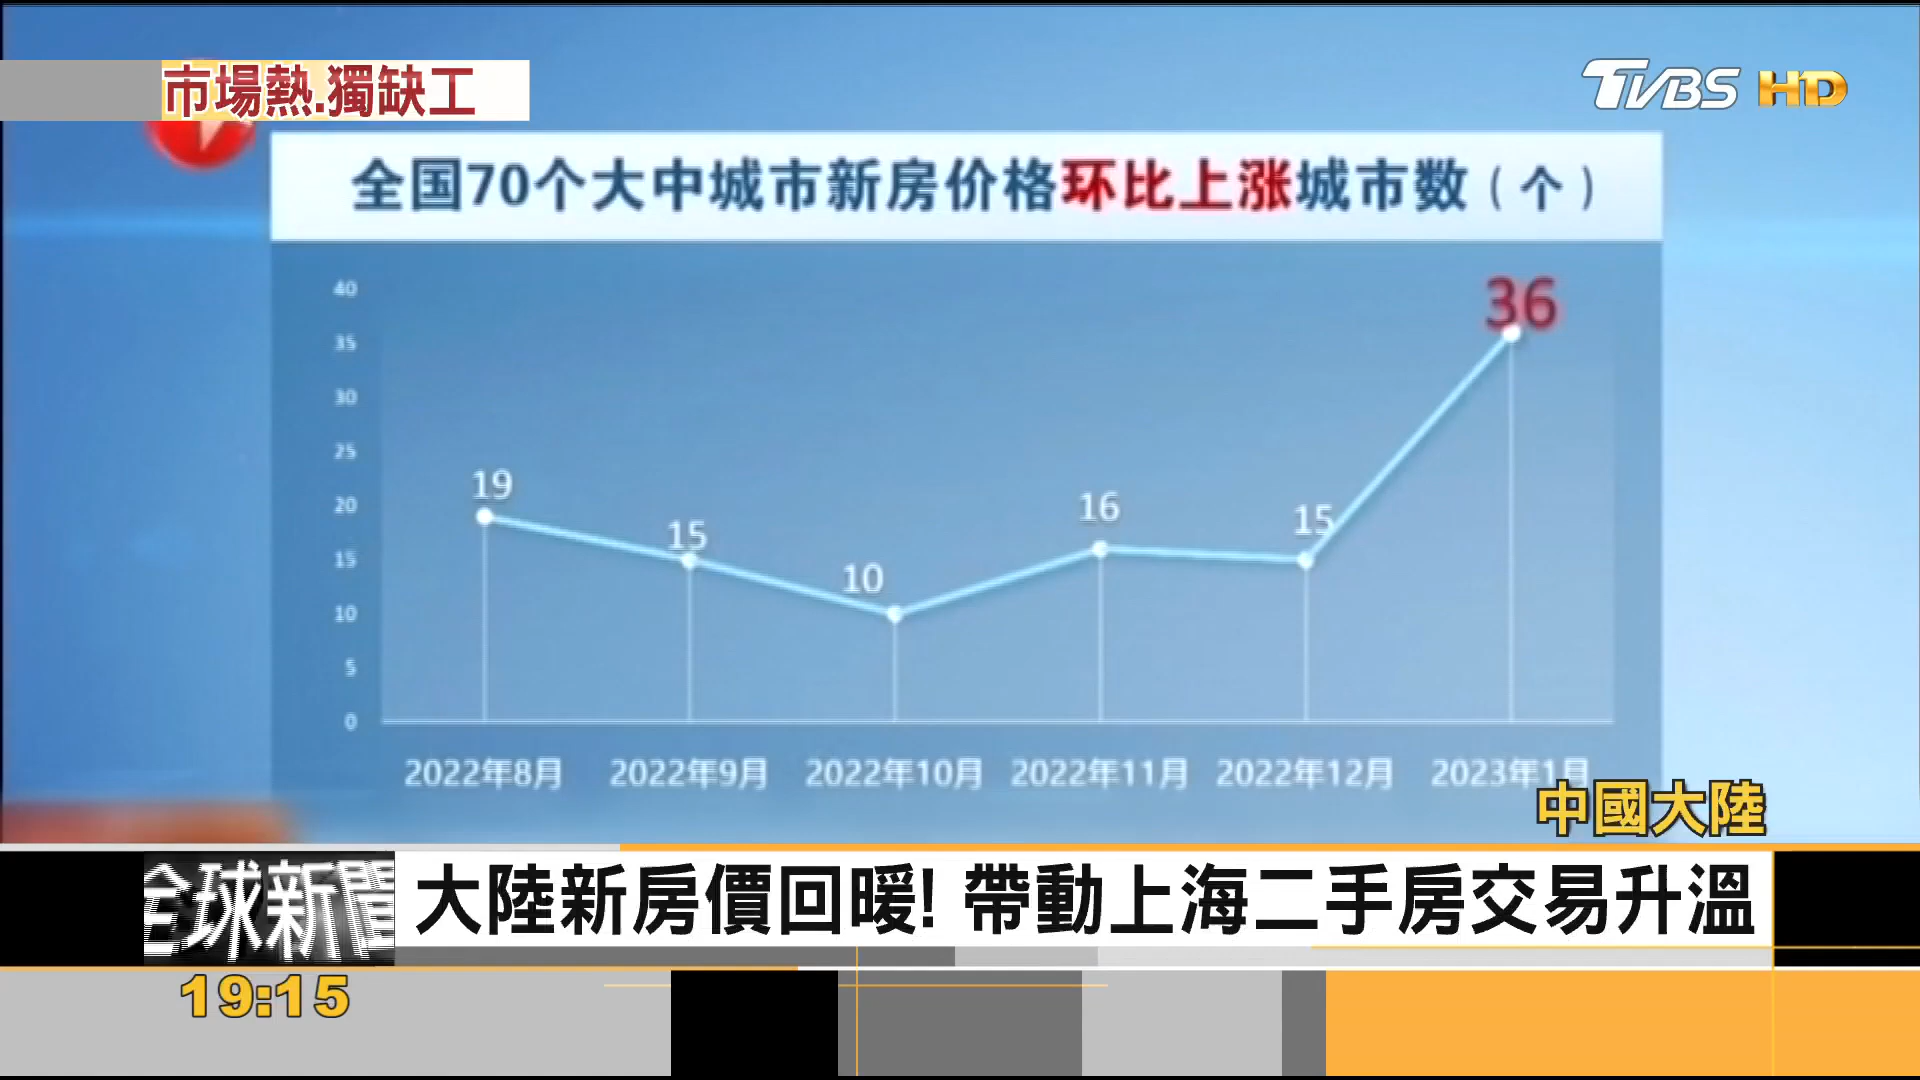 市場熱.獨缺工
TVBS HD
全国70个大中城市新房价格环比上涨城市数（个）
40
35
30
25
20
15
10
5
0
19
15
10
16
15
36
2022年8月 2022年9月 2022年10月 2022年11月 2022年12月 2023年1月
中國大陸
全球新聞
大陸新房價回暖! 帶動上海二手房交易升溫
19:15